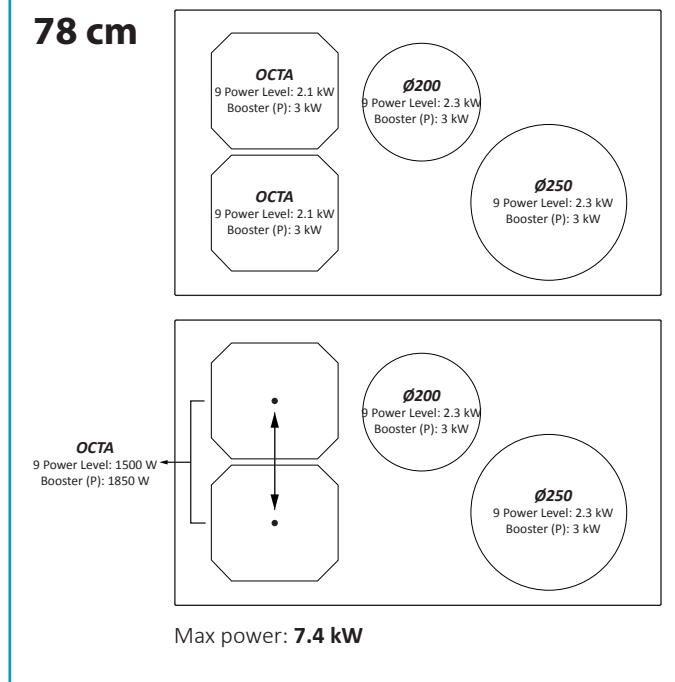 78 cm
OCTA
9 Power Level: 2.1 kW
Booster (P): 3 kW
Ø200
9 Power Level: 2.3 kW
Booster (P): 3 kW
OCTA
9 Power Level: 2.1 kW
Booster (P): 3 kW
Ø250
9 Power Level: 2.3 kW
Booster (P): 3 kW
OCTA
9 Power Level: 1500 W
Booster (P): 1850 W
Ø200
9 Power Level: 2.3 kW
Booster (P): 3 kW
Ø250
9 Power Level: 2.3 kW
Booster (P): 3 kW
Max power: 7.4 kW